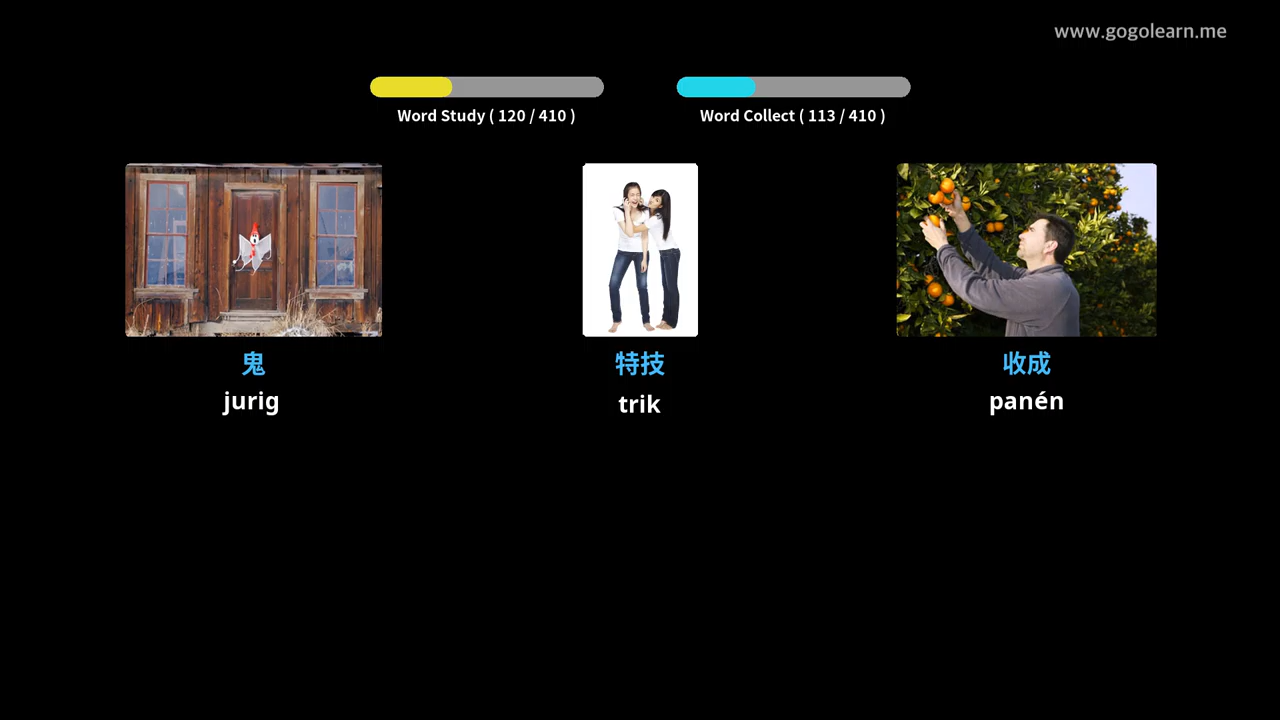 www.gogolearn.me
Word Study ( 120 / 410 )
Word Collect ( 113 / 410 )
鬼
特技
收成
jurig
trik
panén